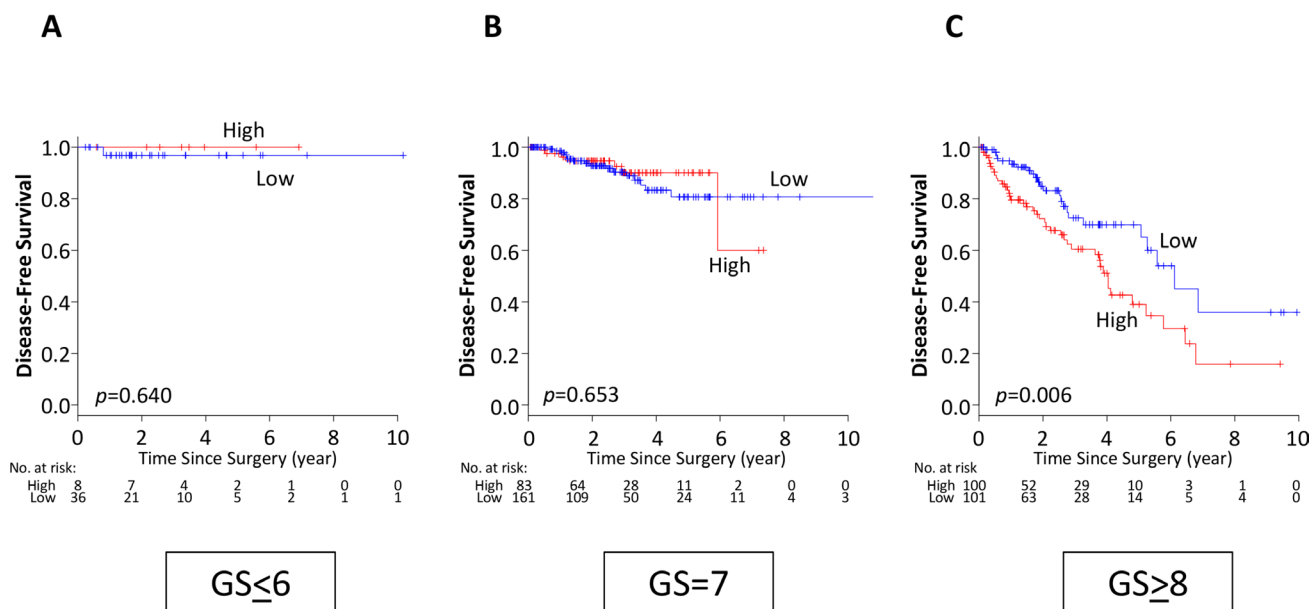 A
B
C
Disease-Free Survival
1.0
0.8
0.6
0.4
0.2
0.0
High
Low
p=0.640
0 2 4 6 8 10
Time Since Surgery (year)
No. at risk:
High 8 7 4 2 1 0 0
Low 36 21 10 5 2 1 1
GS≤6
Disease-Free Survival
1.0
0.8
0.6
0.4
0.2
0.0
Low
High
p=0.653
0 2 4 6 8 10
Time Since Surgery (year)
No. at risk:
High 83 64 28 11 2 0 0
Low 161 109 50 24 11 4 3
GS=7
Disease-Free Survival
1.0
0.8
0.6
0.4
0.2
0.0
Low
High
p=0.006
0 2 4 6 8 10
Time Since Surgery (year)
No. at risk
High 100 52 29 10 3 1 0
Low 101 63 28 14 5 4 0
GS≥8